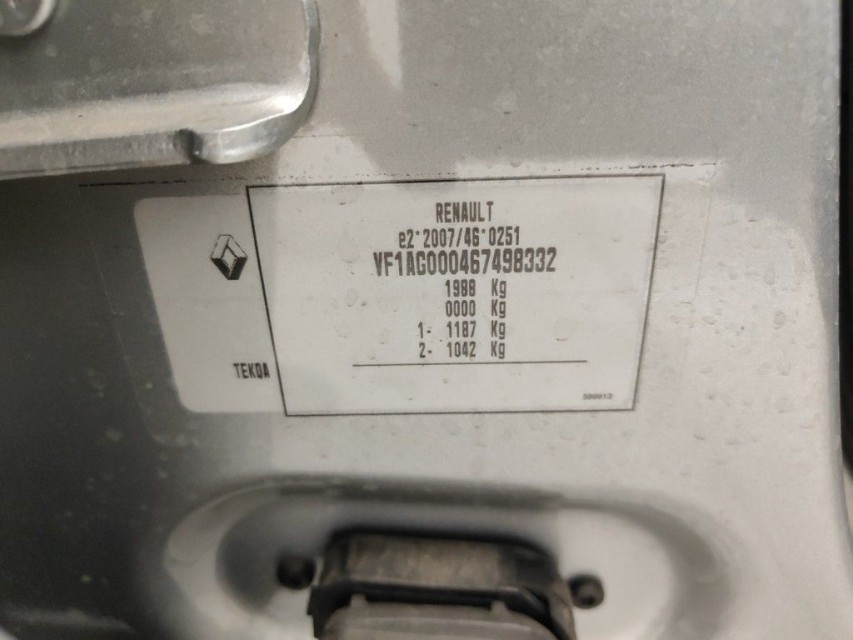 RENAULT
e2*2007/46*0251
VF1AG000467498332
1988 Kg
0000 Kg
1- 1187 Kg
2- 1042 Kg
TEKQA